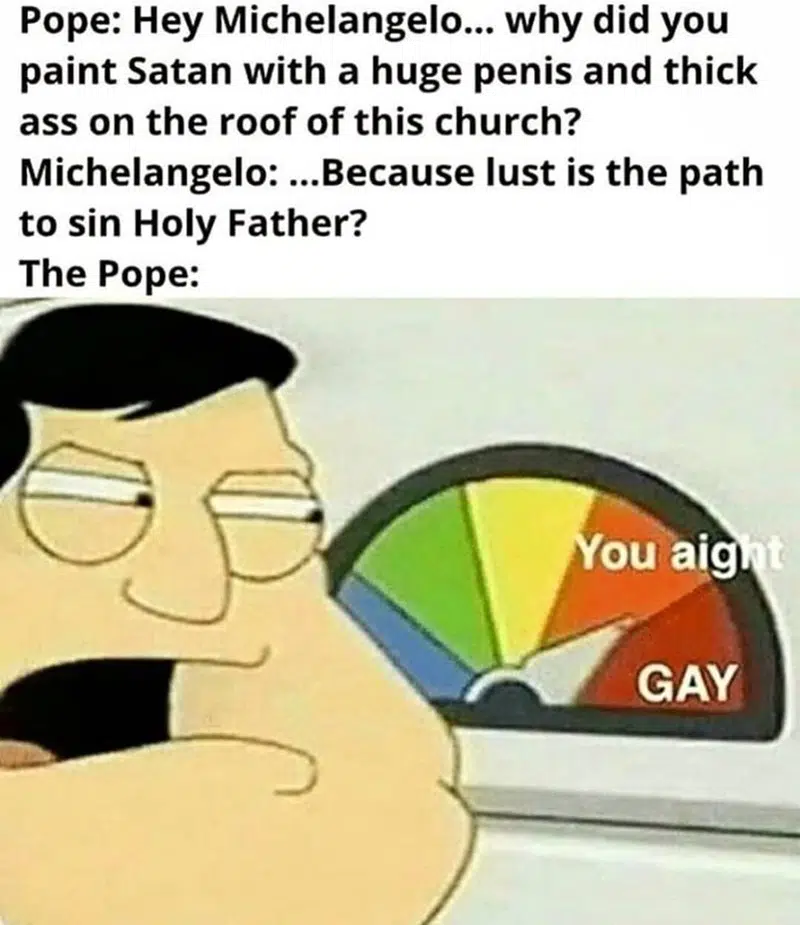 Pope: Hey Michelangelo... why did you
paint Satan with a huge penis and thick
ass on the roof of this church?
Michelangelo: ...Because lust is the path
to sin Holy Father?
The Pope:
You aight
GAY